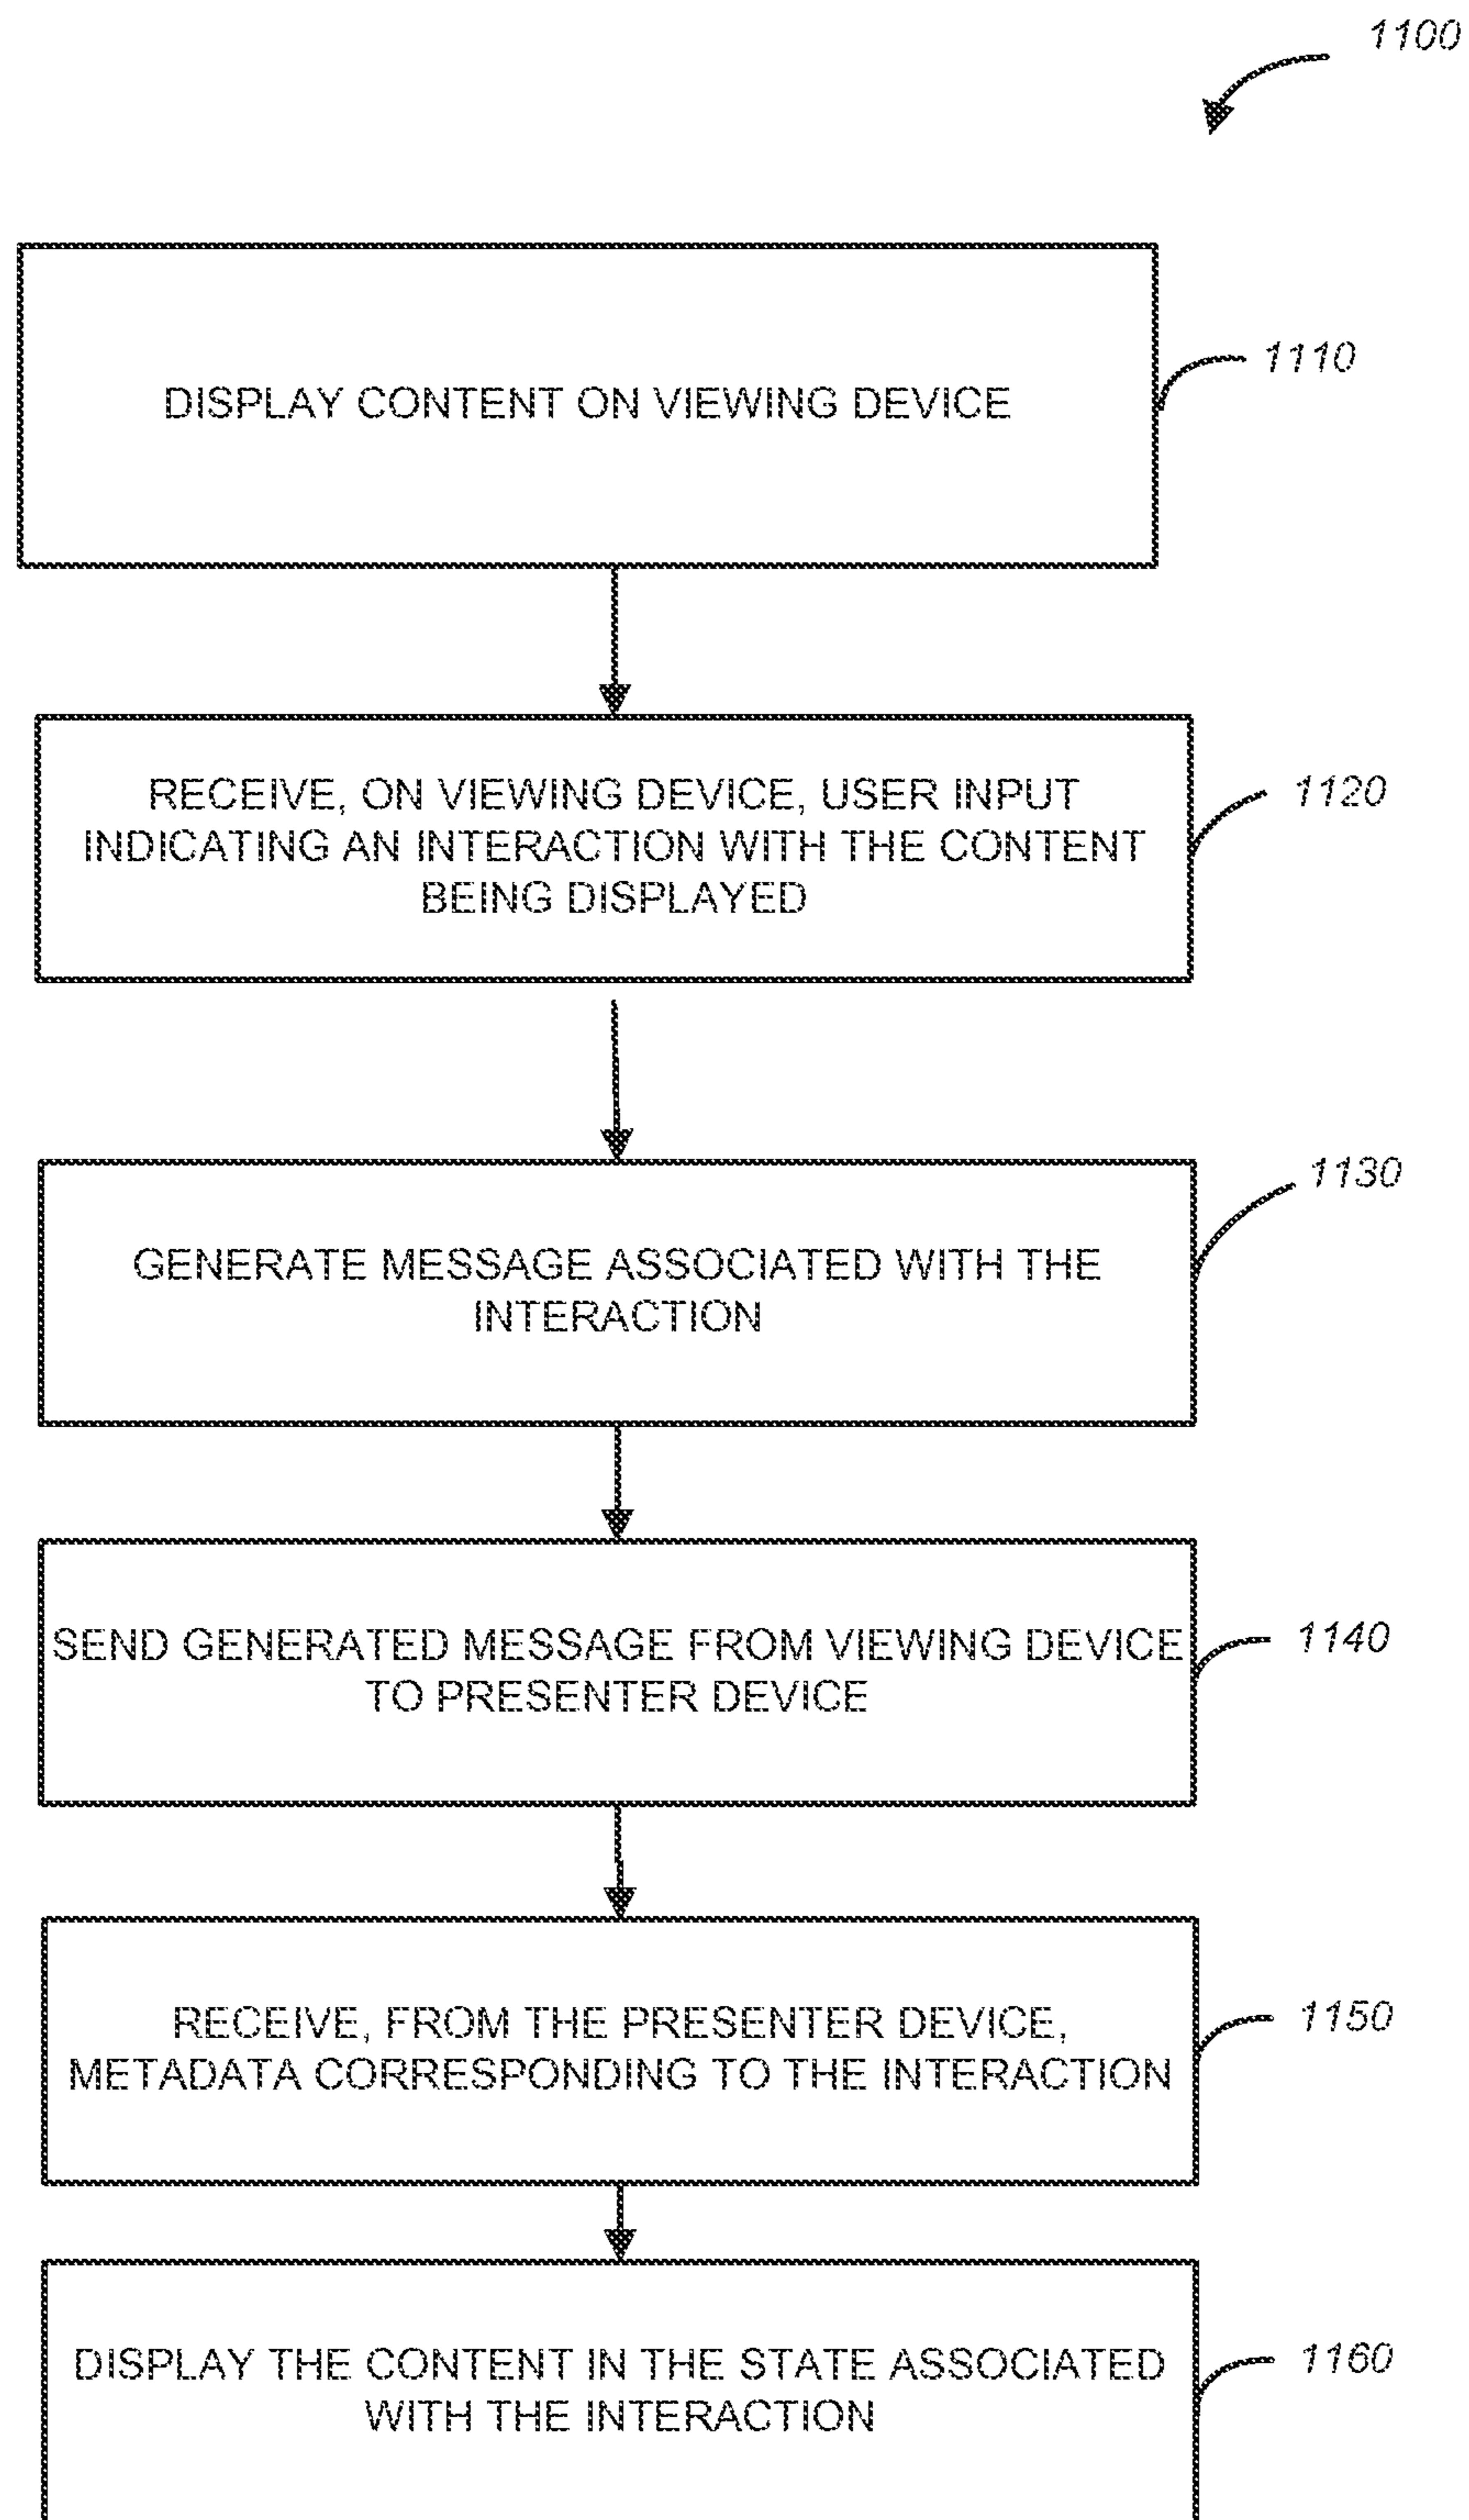 1100
DISPLAY CONTENT ON VIEWING DEVICE
1110
RECEIVE, ON VIEWING DEVICE, USER INPUT
INDICATING AN INTERACTION WITH THE CONTENT
BEING DISPLAYED
1120
GENERATE MESSAGE ASSOCIATED WITH THE
INTERACTION
1130
SEND GENERATED MESSAGE FROM VIEWING DEVICE
TO PRESENTER DEVICE
1140
RECEIVE, FROM THE PRESENTER DEVICE,
METADATA CORRESPONDING TO THE INTERACTION
1150
DISPLAY THE CONTENT IN THE STATE ASSOCIATED
WITH THE INTERACTION
1160